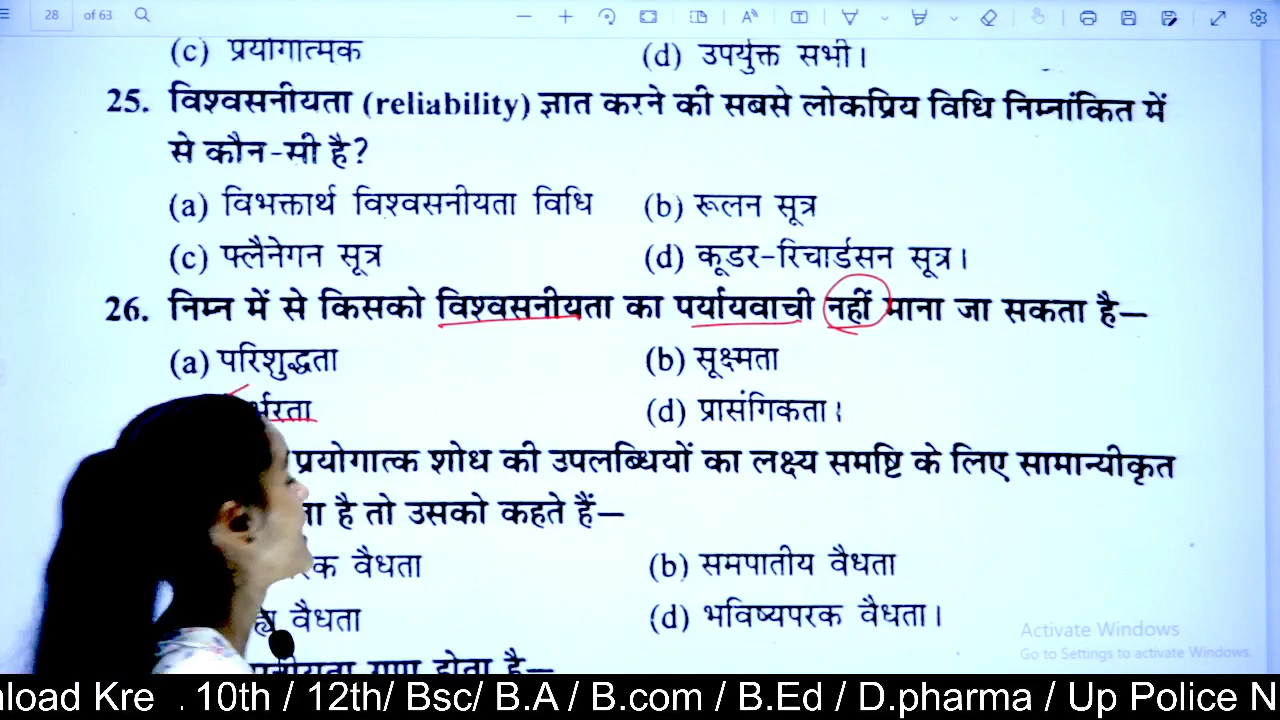 28 of 63
(c) प्रयोगात्मक (d) उपर्युक्त सभी।
25. विश्वसनीयता (reliability) ज्ञात करने की सबसे लोकप्रिय विधि निम्नांकित में
से कौन-सी है?
(a) विभक्तार्थ विश्वसनीयता विधि (b) रूलन सूत्र
(c) फ्लैनेगन सूत्र (d) कूडर-रिचार्डसन सूत्र।
26. निम्न में से किसको विश्वसनीयता का पर्यायवाची नहीं माना जा सकता है—
(a) परिशुद्धता (b) सूक्ष्मता
र्भरता (d) प्रासंगिकता।
प्रयोगात्क शोध की उपलब्धियों का लक्ष्य समष्टि के लिए सामान्यीकृत
है तो उसको कहते हैं—
वैधता (b) समपातीय वैधता
वैधता (d) भविष्यपरक वैधता।
Activate Windows
Go to Settings to activate Windows.
गुण होता है—
nload Kre . 10th / 12th/ Bsc/ B.A / B.com / B.Ed / D.pharma / Up Police N